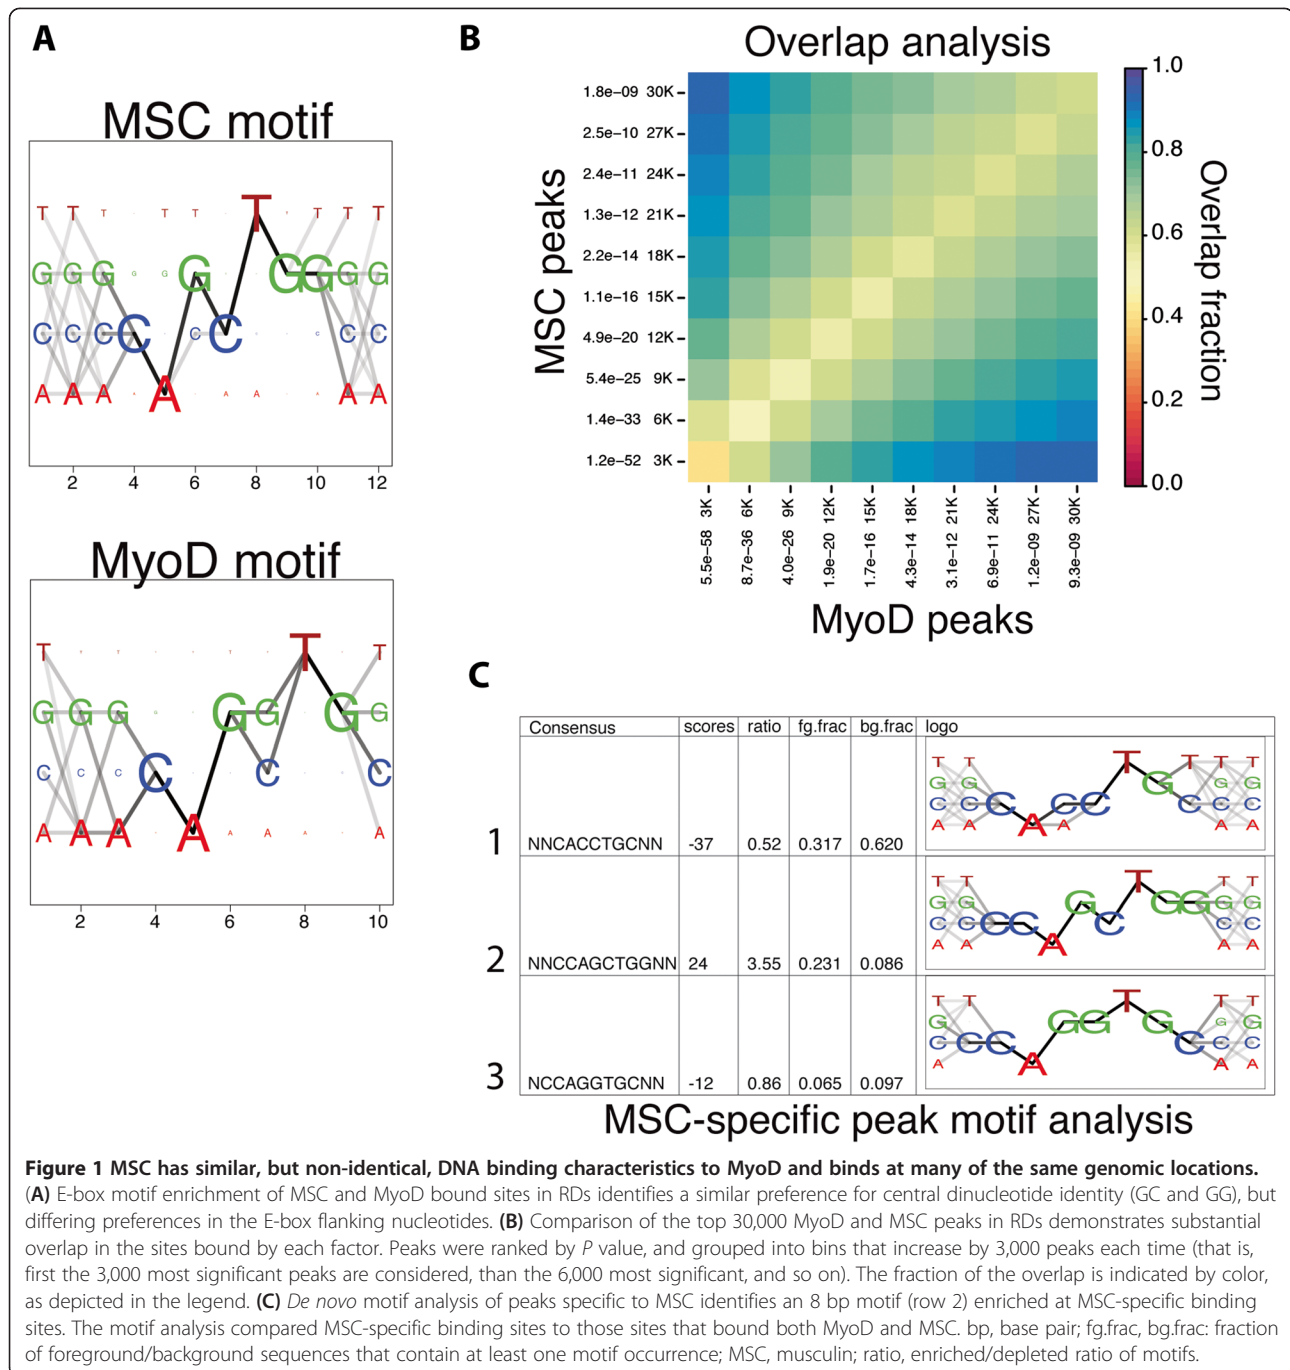 A
MSC motif
T T T T T T T T T T
G G G G G G G G G G
C C C C C C C C C
A A A A A A A A A A
2 4 6 8 10 12
MyoD motif
2 4 6 8 10
B
Overlap analysis
MSC peaks
1.8e−09 30K
2.5e−10 27K
2.4e−11 24K
1.3e−12 21K
2.2e−14 18K
1.1e−16 15K
4.9e−20 12K
5.4e−25 9K
1.4e−33 6K
1.2e−52 3K
5.5e−58 3K
8.7e−36 6K
4.0e−26 9K
1.9e−20 12K
1.7e−16 15K
4.3e−14 18K
3.1e−12 21K
6.9e−11 24K
1.2e−09 27K
9.3e−09 30K
MyoD peaks
1.0
0.8
0.6
0.4
0.2
0.0
Overlap fraction
C
Consensus scores ratio fg.frac bg.frac logo
1 NNCACCTGCNN -37 0.52 0.317 0.620
2 NNCCAGCTGGNN 24 3.55 0.231 0.086
3 NCCAGGTGCNN -12 0.86 0.065 0.097
MSC-specific peak motif analysis
Figure 1 MSC has similar, but non-identical, DNA binding characteristics to MyoD and binds at many of the same genomic locations.
(A) E-box motif enrichment of MSC and MyoD bound sites in RDs identifies a similar preference for central dinucleotide identity (GC and GG), but
differing preferences in the E-box flanking nucleotides. (B) Comparison of the top 30,000 MyoD and MSC peaks in RDs demonstrates substantial
overlap in the sites bound by each factor. Peaks were ranked by P value, and grouped into bins that increase by 3,000 peaks each time (that is,
first the 3,000 most significant peaks are considered, than the 6,000 most significant, and so on). The fraction of the overlap is indicated by color,
as depicted in the legend. (C) De novo motif analysis of peaks specific to MSC identifies an 8 bp motif (row 2) enriched at MSC-specific binding
sites. The motif analysis compared MSC-specific binding sites to those sites that bound both MyoD and MSC. bp, base pair; fg.frac, bg.frac: fraction
of foreground/background sequences that contain at least one motif occurrence; MSC, musculin; ratio, enriched/depleted ratio of motifs.